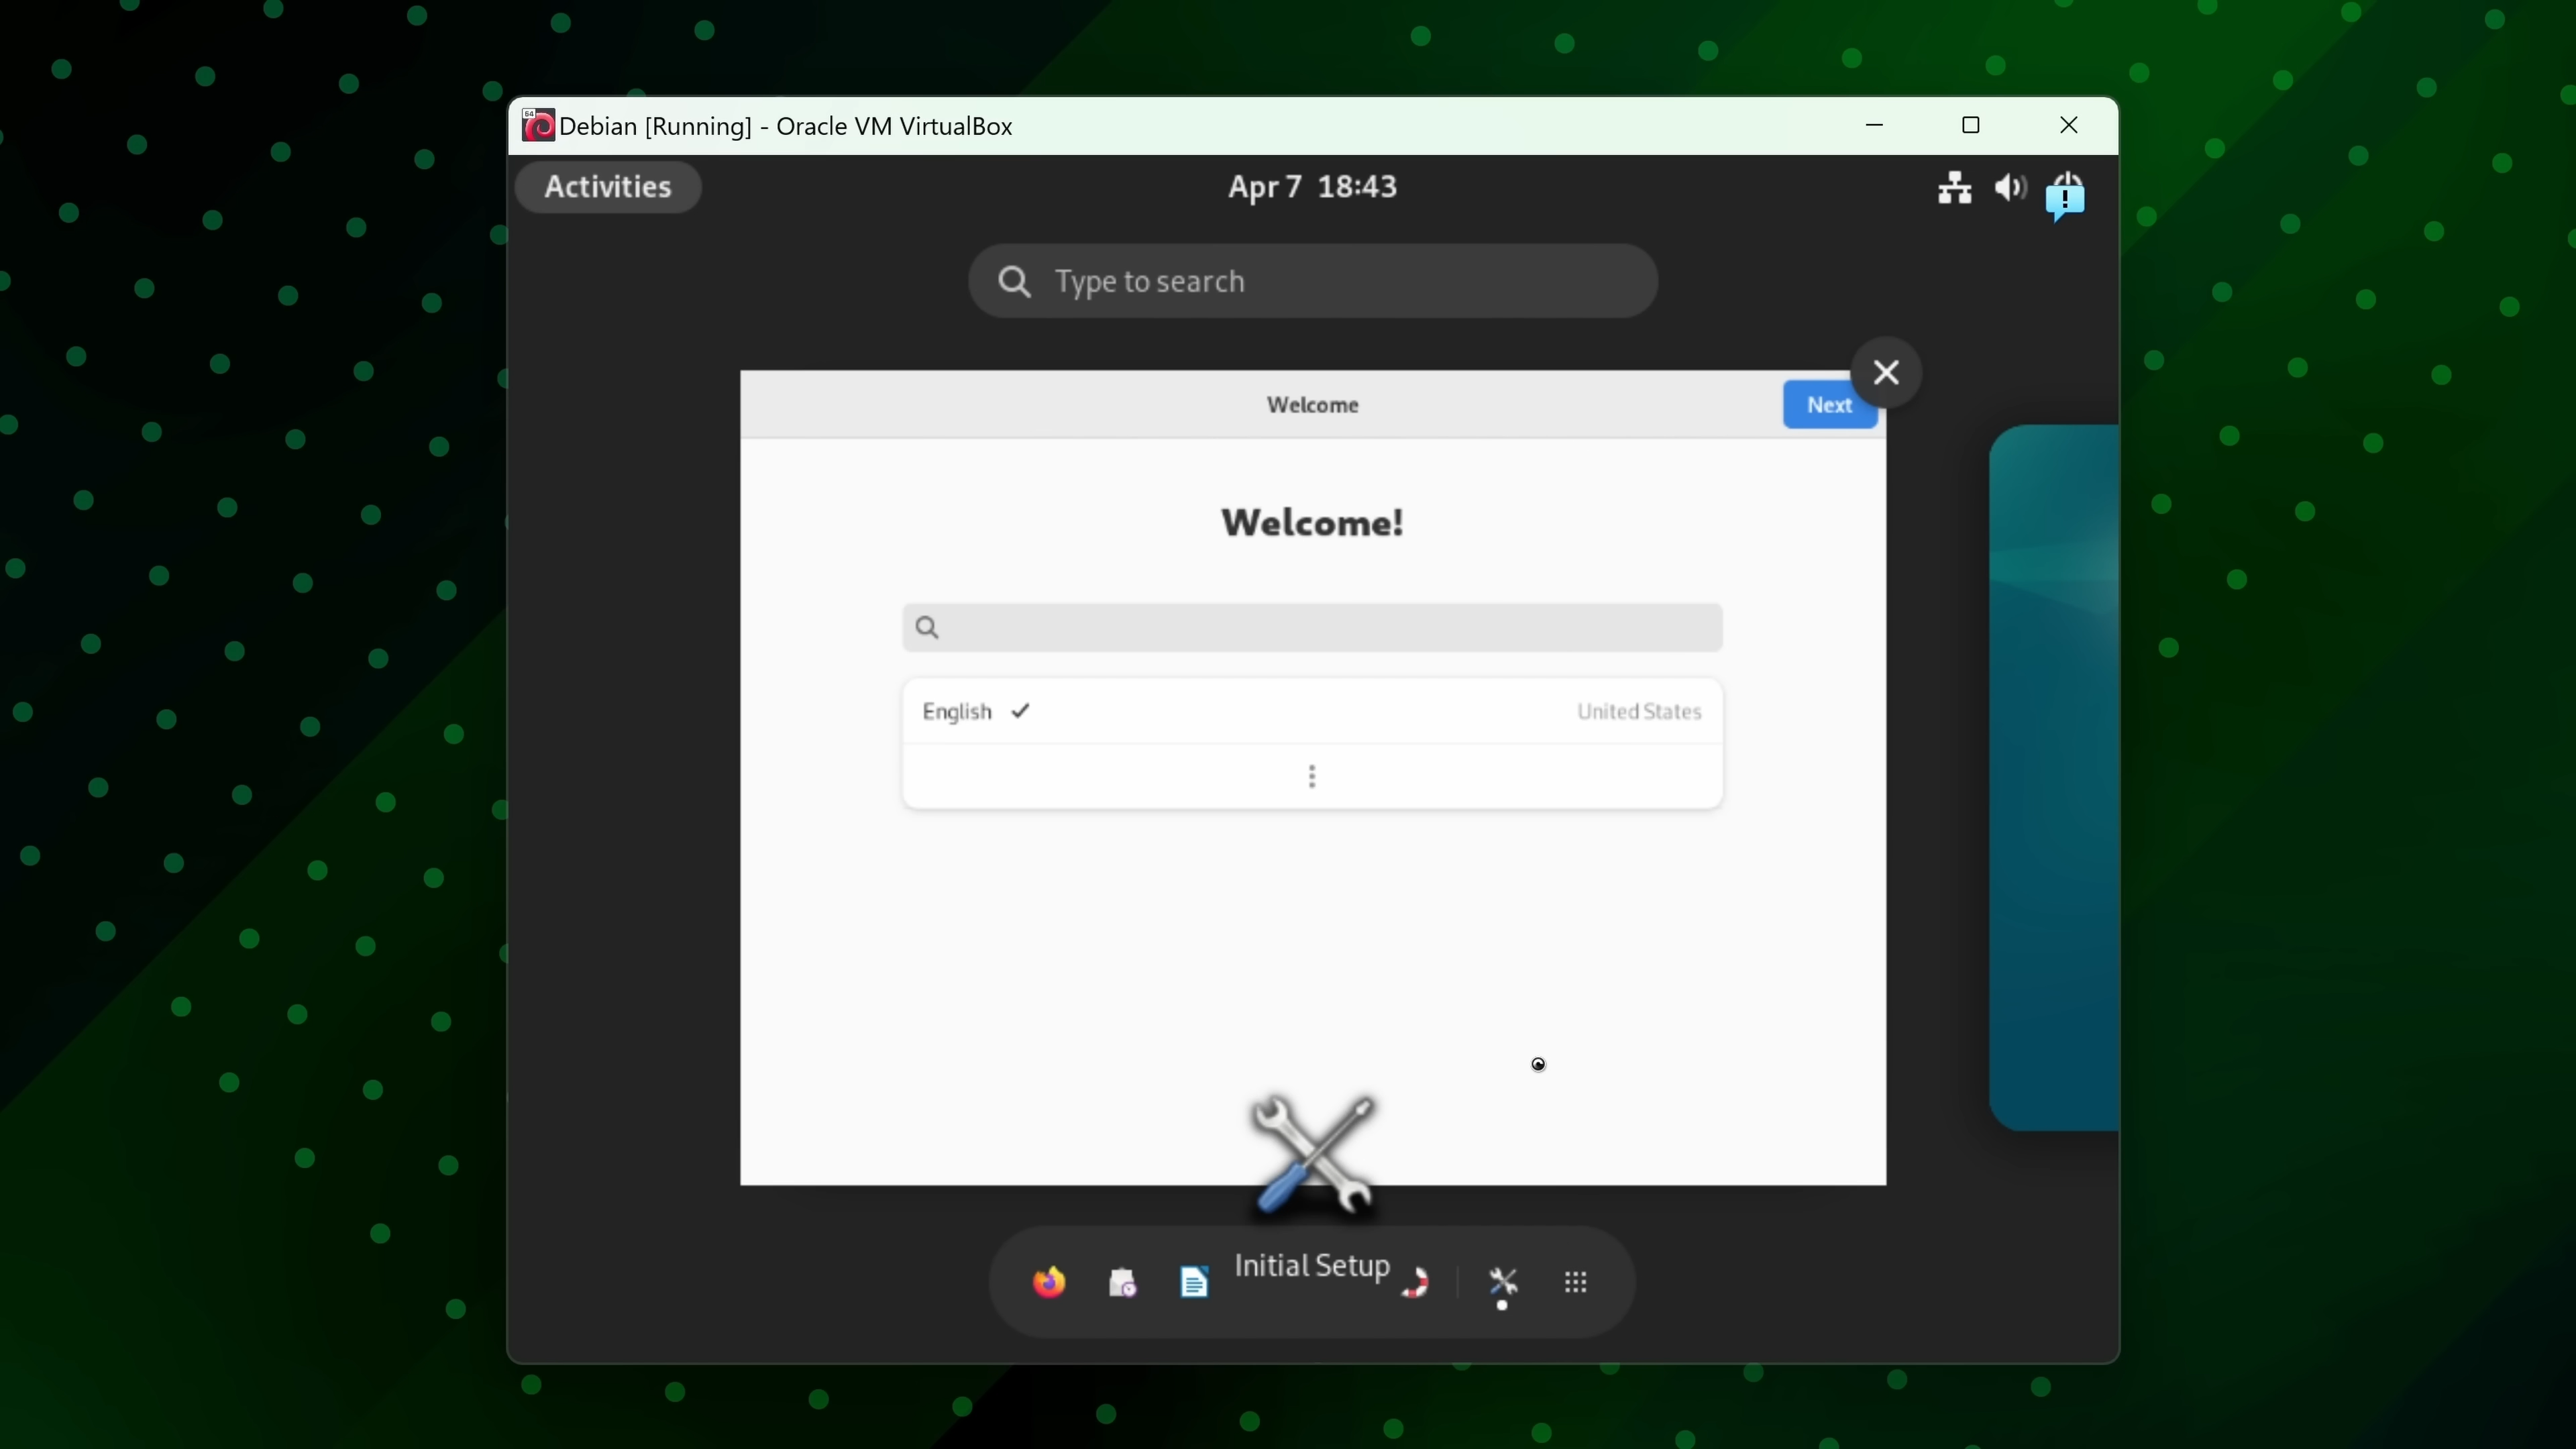 64
Debian [Running] - Oracle VM VirtualBox
Activities
Apr 7 18:43
Type to search
Welcome
Next
Welcome!
English
United States
Initial Setup